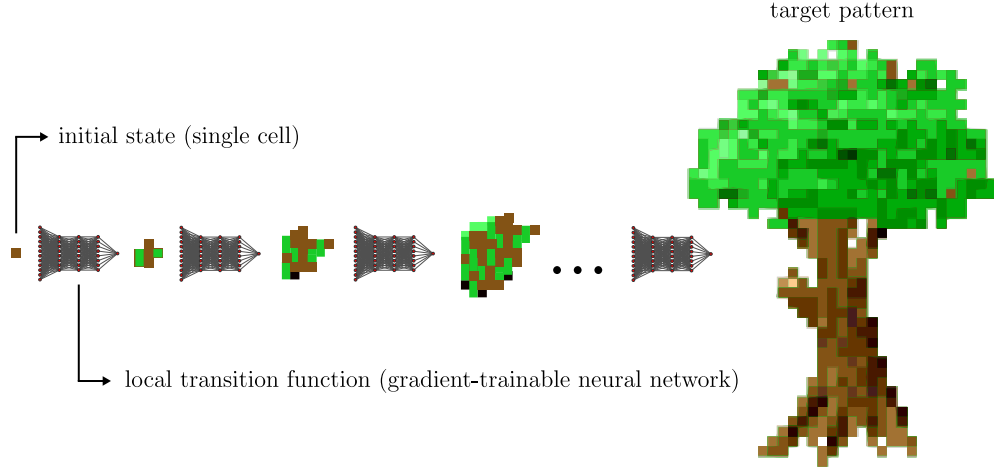 target pattern
initial state (single cell)
local transition function (gradient-trainable neural network)